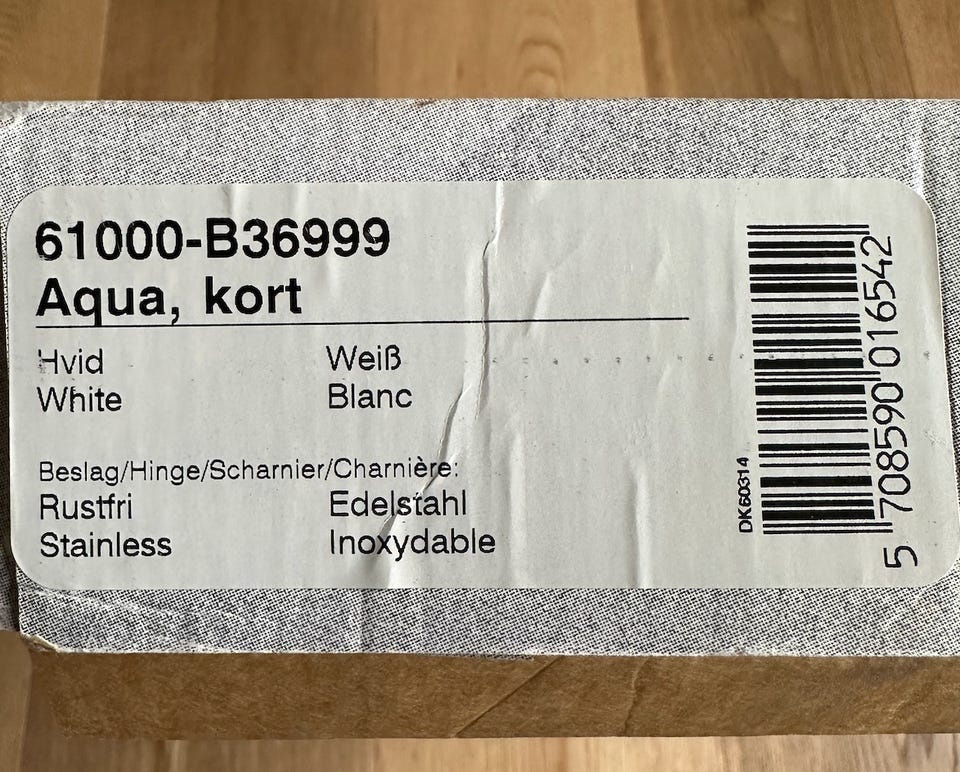 61000-B36999
Aqua, kort
Hvid Weiß
White Blanc
Beslag/Hinge/Scharnier/Charnière:
Rustfri Edelstahl
Stainless Inoxydable
DK60314
5 708590 016542